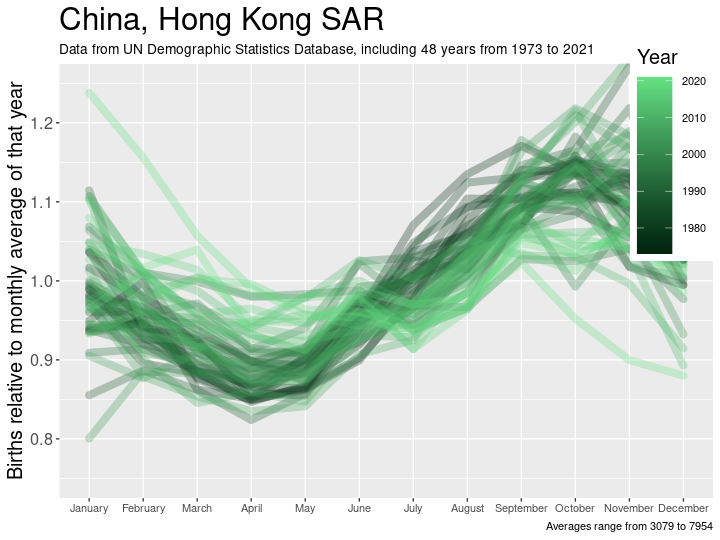 China, Hong Kong SAR
Data from UN Demographic Statistics Database, including 48 years from 1973 to 2021
Year
2020
2010
2000
1990
1980
Births relative to monthly average of that year
1.2
1.1
1.0
0.9
0.8
January February March April May June July August September October November December
Averages range from 3079 to 7954